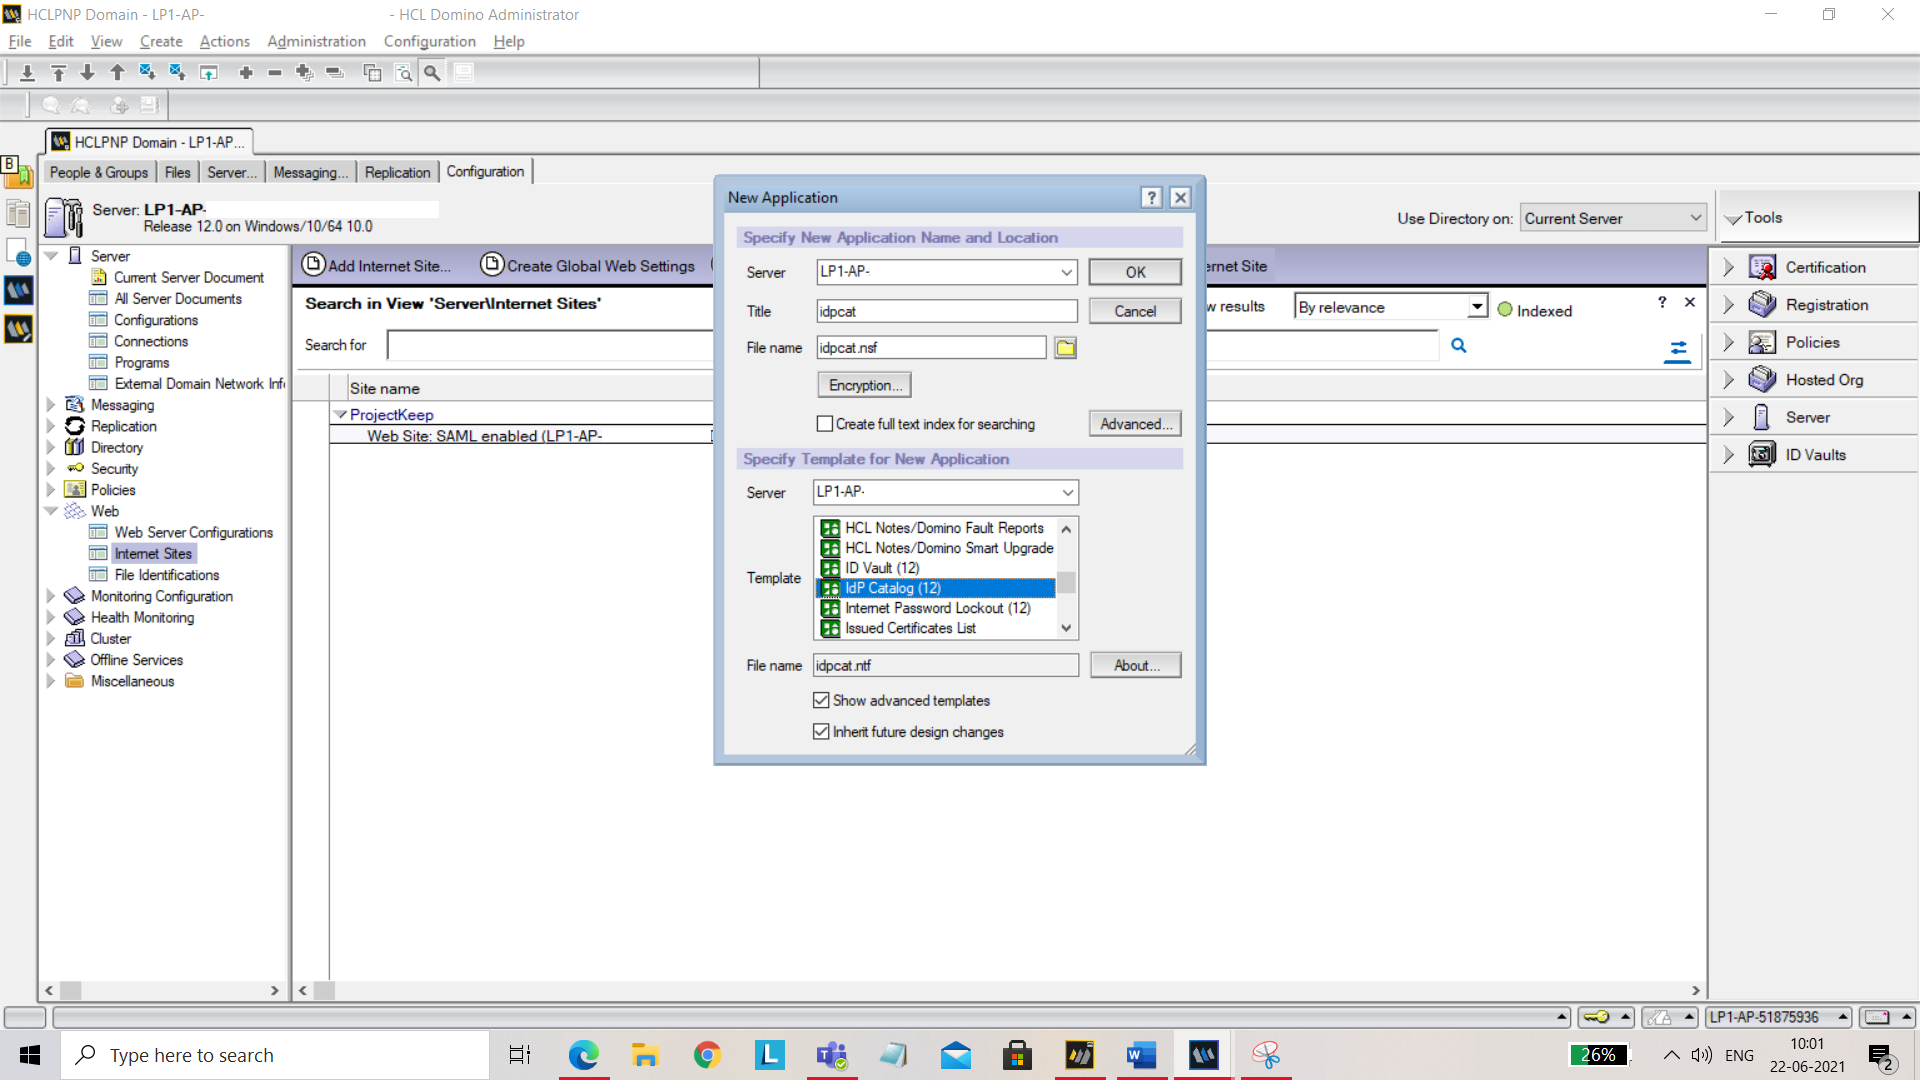 HCLPNP Domain - LP1-AP- - HCL Domino Administrator
File Edit View Create Actions Administration Configuration Help
HCLPNP Domain - LP1-AP...
B
People & Groups Files Server... Messaging... Replication Configuration
Server: LP1-AP-
Release 12.0 on Windows/10/64 10.0
Use Directory on: Current Server
Tools
Server
Current Server Document
All Server Documents
Configurations
Connections
Programs
External Domain Network Inf
Messaging
Replication
Directory
Security
Policies
Web
Web Server Configurations
Internet Sites
File Identifications
Monitoring Configuration
Health Monitoring
Cluster
Offline Services
Miscellaneous
Add Internet Site... Create Global Web Settings ernet Site
Search in View 'Server\Internet Sites'
w results By relevance Indexed ?
Search for
Site name
ProjectKeep
Web Site: SAML enabled (LP1-AP-
New Application ?
Specify New Application Name and Location
Server LP1-AP- OK
Title idpcat Cancel
File name idpcat.nsf
Encryption...
Create full text index for searching Advanced...
Specify Template for New Application
Server LP1-AP-
Template
HCL Notes/Domino Fault Reports
HCL Notes/Domino Smart Upgrade
ID Vault (12)
IdP Catalog (12)
Internet Password Lockout (12)
Issued Certificates List
File name idpcat.ntf About...
Show advanced templates
Inherit future design changes
Certification
Registration
Policies
Hosted Org
Server
ID Vaults
LP1-AP-51875936
Type here to search
26% ENG
10:01
22-06-2021
2